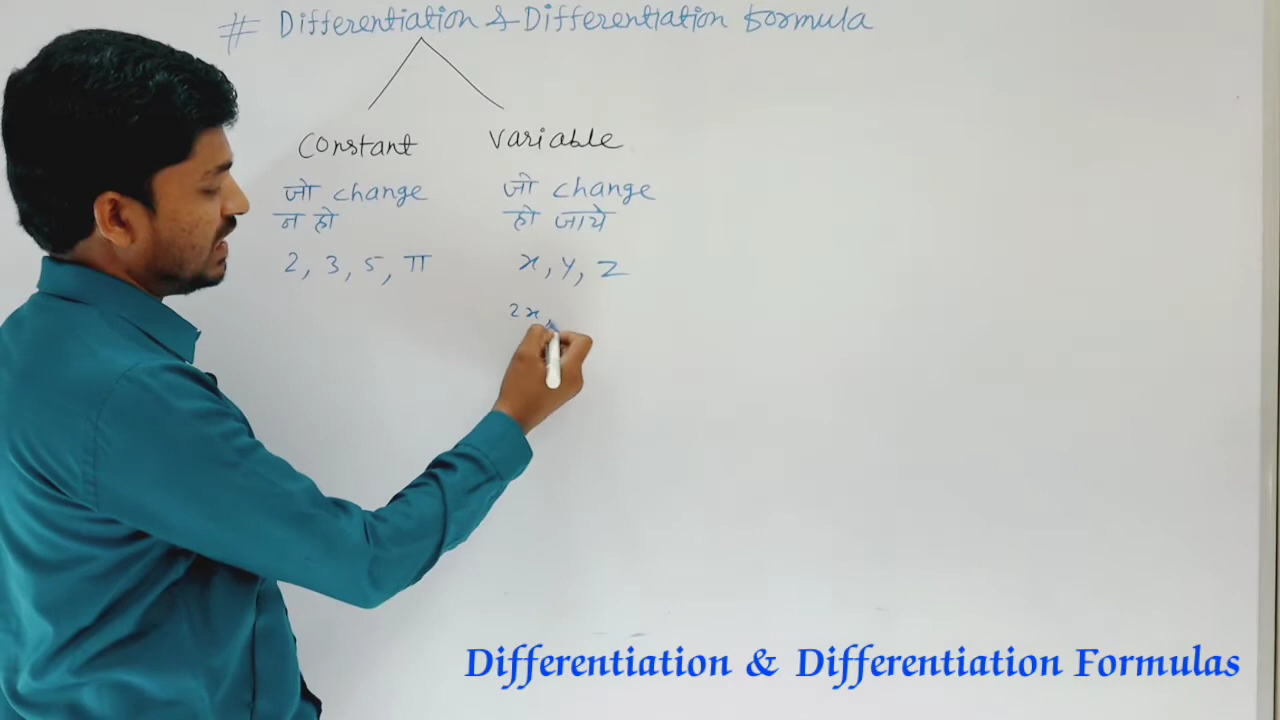 # Differentiation & Differentiation formula
Constant
जो change
न हो
2, 3, 5, π
Variable
जो change
हो जाये
x, y, z
2x,
Differentiation & Differentiation Formulas